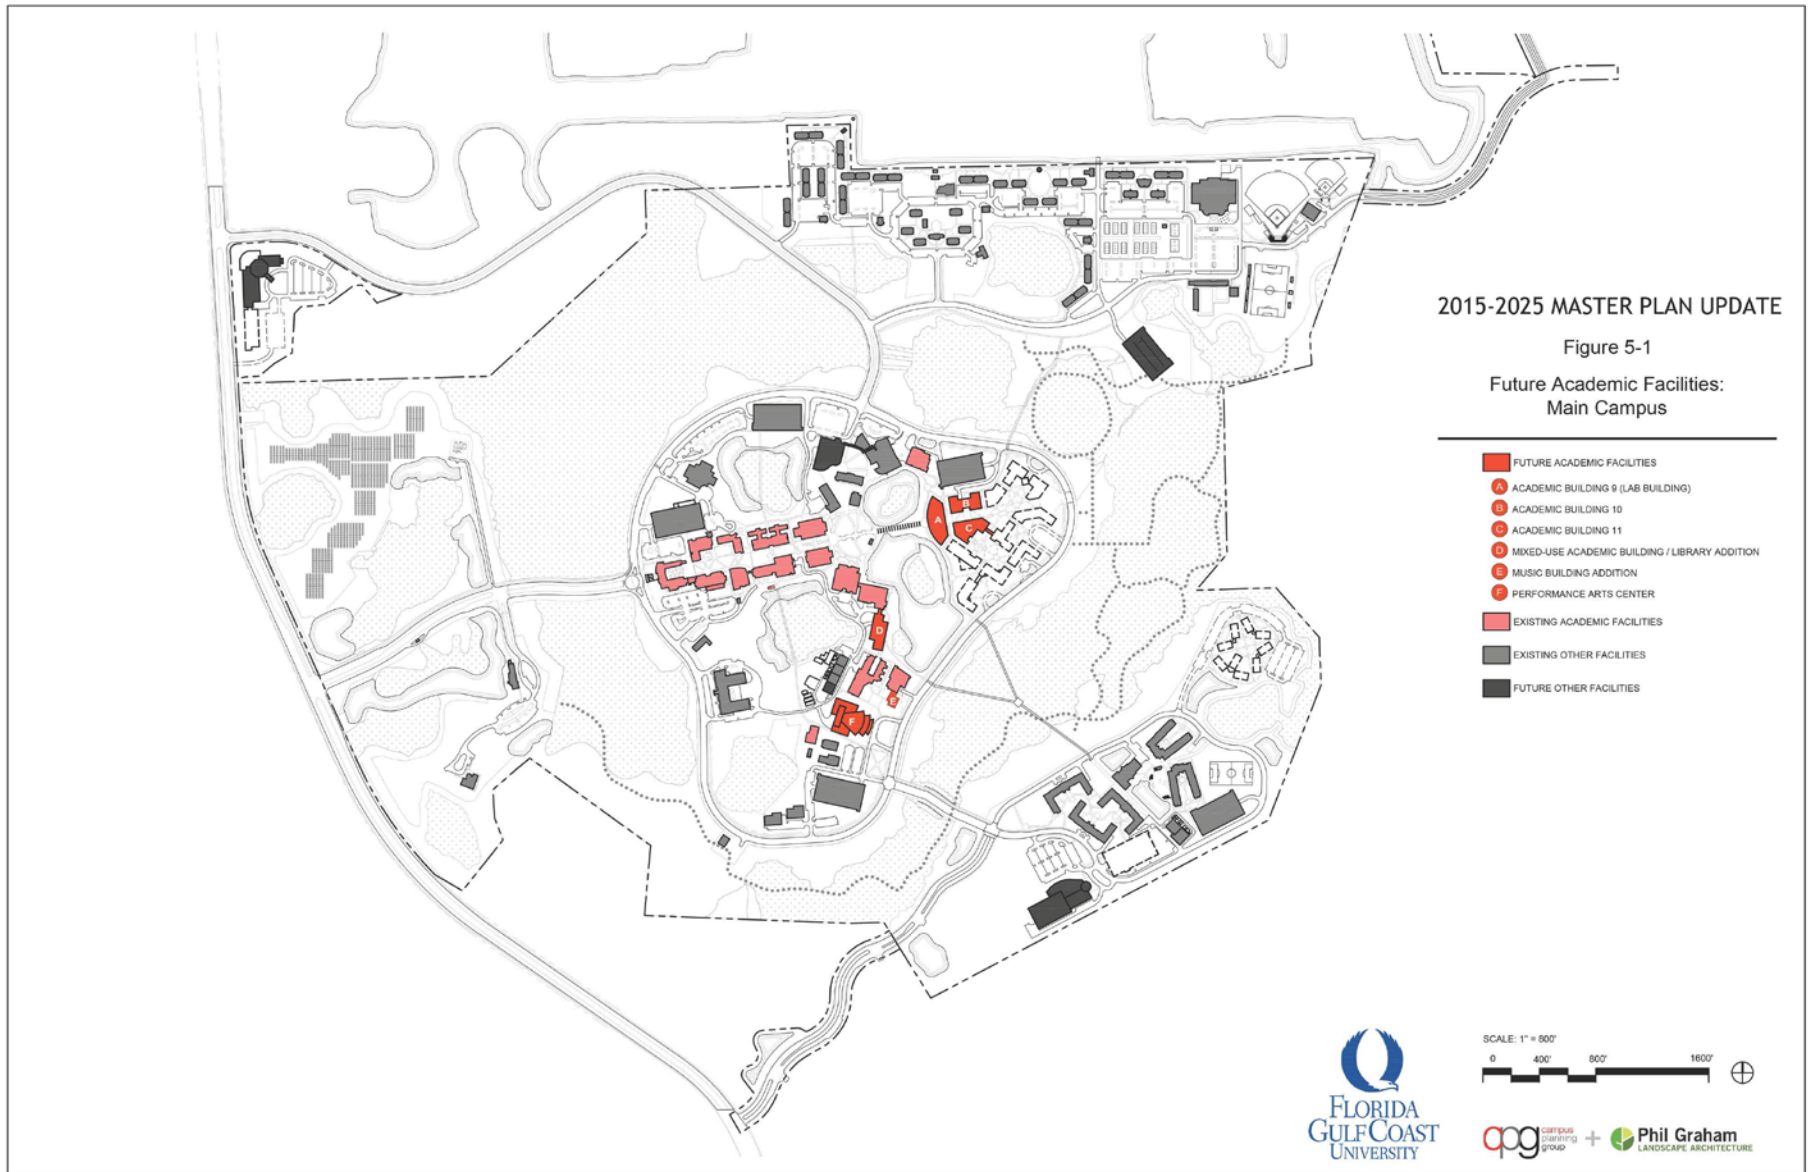 2015-2025 MASTER PLAN UPDATE
Figure 5-1
Future Academic Facilities:
Main Campus
FUTURE ACADEMIC FACILITIES
A ACADEMIC BUILDING 9 (LAB BUILDING)
B ACADEMIC BUILDING 10
C ACADEMIC BUILDING 11
D MIXED-USE ACADEMIC BUILDING / LIBRARY ADDITION
E MUSIC BUILDING ADDITION
F PERFORMANCE ARTS CENTER
EXISTING ACADEMIC FACILITIES
EXISTING OTHER FACILITIES
FUTURE OTHER FACILITIES
A
B
C
D
E
F
FLORIDA
GULF COAST
UNIVERSITY
SCALE: 1" = 800'
0 400' 800' 1600'
cpg campus
planning
group
+
Phil Graham
LANDSCAPE ARCHITECTURE